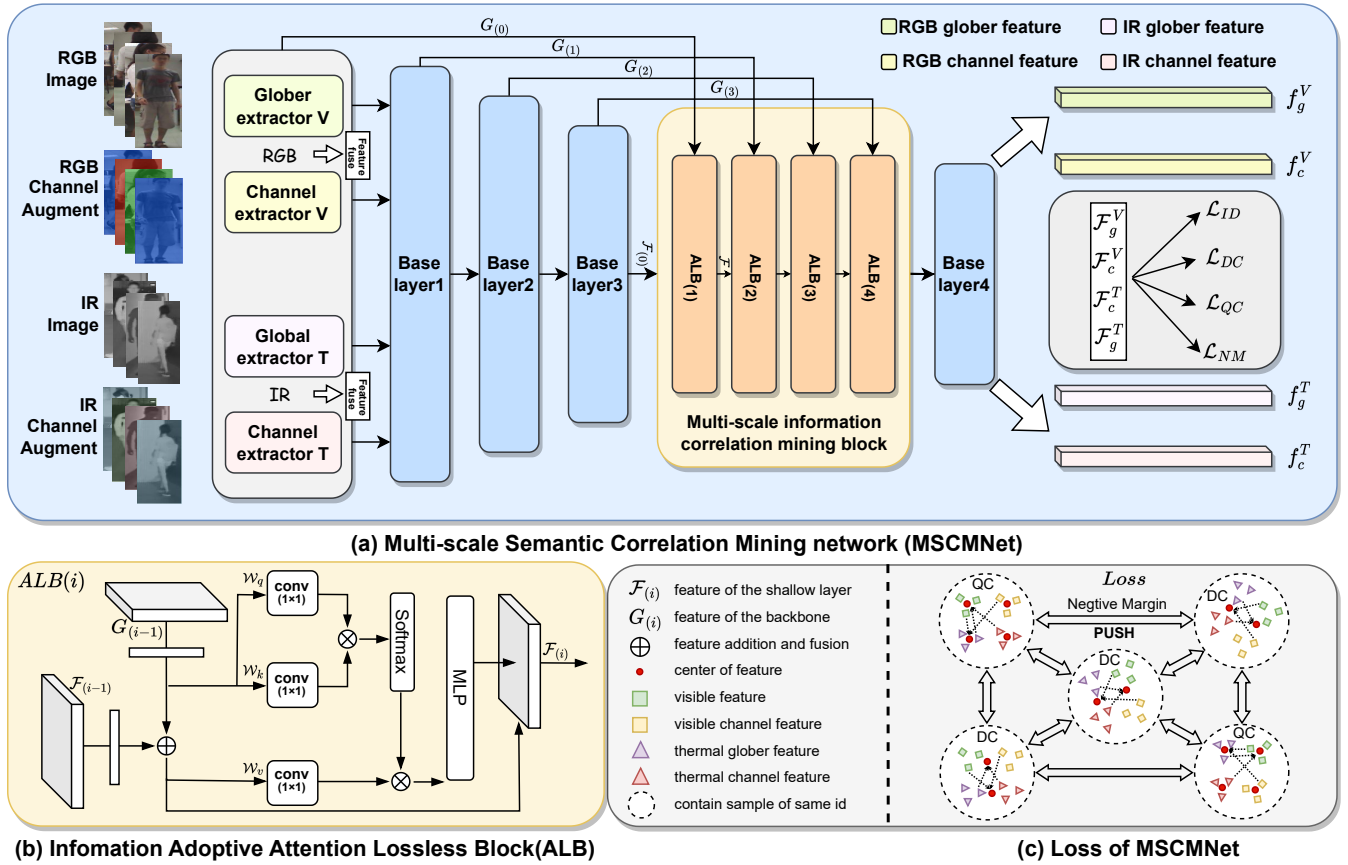 RGB
Image
RGB
Channel
Augment
IR
Image
IR
Channel
Augment
Glober
extractor V
RGB
Feature
fuse
Channel
extractor V
Global
extractor T
IR
Feature
fuse
Channel
extractor T
G(0)
G(1)
G(2)
G(3)
Base
layer1
Base
layer2
Base
layer3
F(0)
ALB(1)
F
ALB(2)
ALB(3)
ALB(4)
Multi-scale information
correlation mining block
Base
layer4
RGB glober feature
IR glober feature
RGB channel feature
IR channel feature
f_g^V
f_c^V
F_g^V
F_c^V
F_c^T
F_g^T
L_ID
L_DC
L_QC
L_NM
f_g^T
f_c^T
(a) Multi-scale Semantic Correlation Mining network (MSCMNet)
ALB(i)
G(i−1)
F(i−1)
W_q
conv
(1×1)
W_k
conv
(1×1)
W_v
conv
(1×1)
Softmax
MLP
F(i)
(b) Infomation Adoptive Attention Lossless Block(ALB)
F(i) feature of the shallow layer
G(i) feature of the backbone
feature addition and fusion
center of feature
visible feature
visible channel feature
thermal glober feature
thermal channel feature
contain sample of same id
Loss
QC
Negtive Margin
PUSH
DC
DC
DC
QC
(c) Loss of MSCMNet